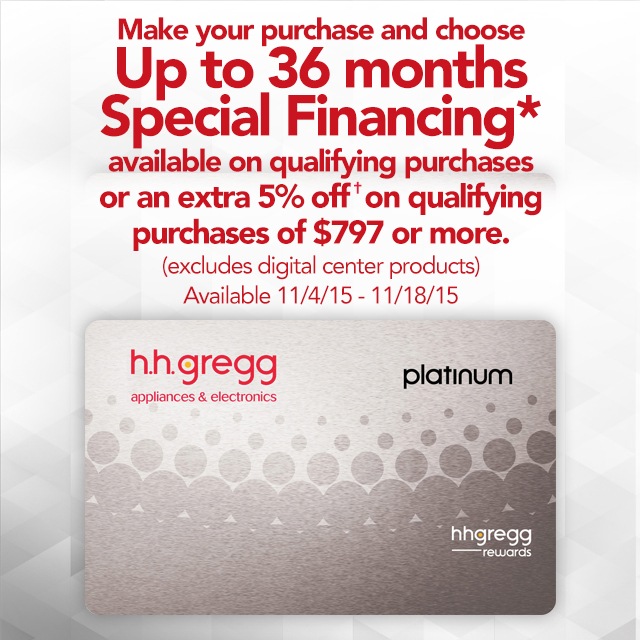 Make your purchase and choose
Up to 36 months
Special Financing*
available on qualifying purchases
or an extra 5% off† on qualifying
purchases of $797 or more.
(excludes digital center products)
Available 11/4/15 - 11/18/15
h.h.gregg platinum
appliances & electronics
hhgregg
rewards